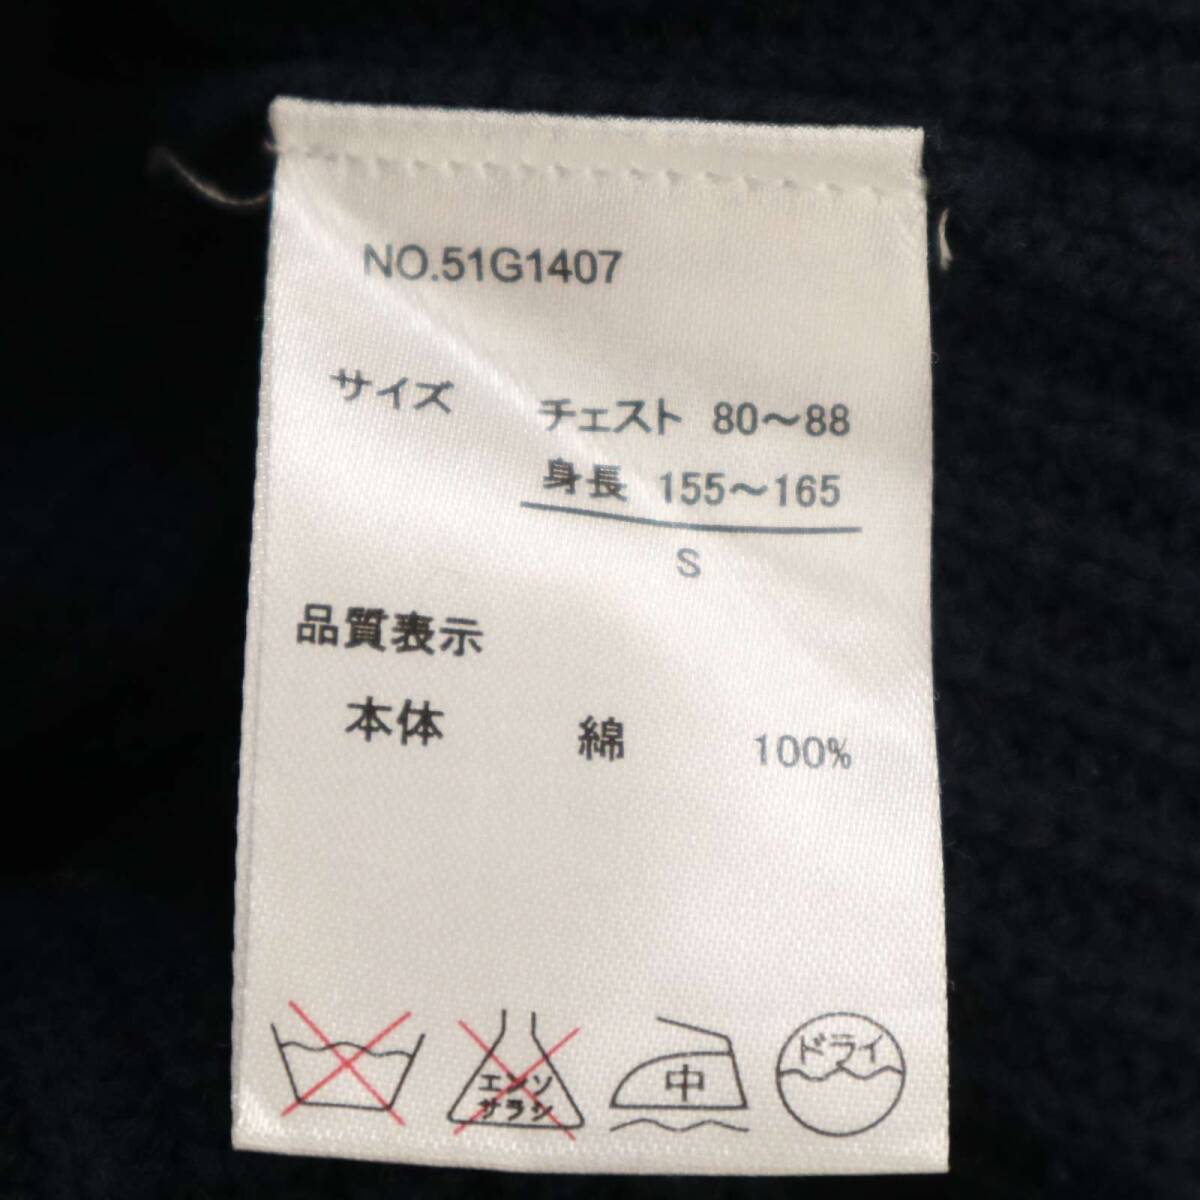 NO.51G1407
サイズ チェスト 80〜88
身長 155〜165
S
品質表示
本体 綿 100%
エンソ
サラシ
中
ドライ